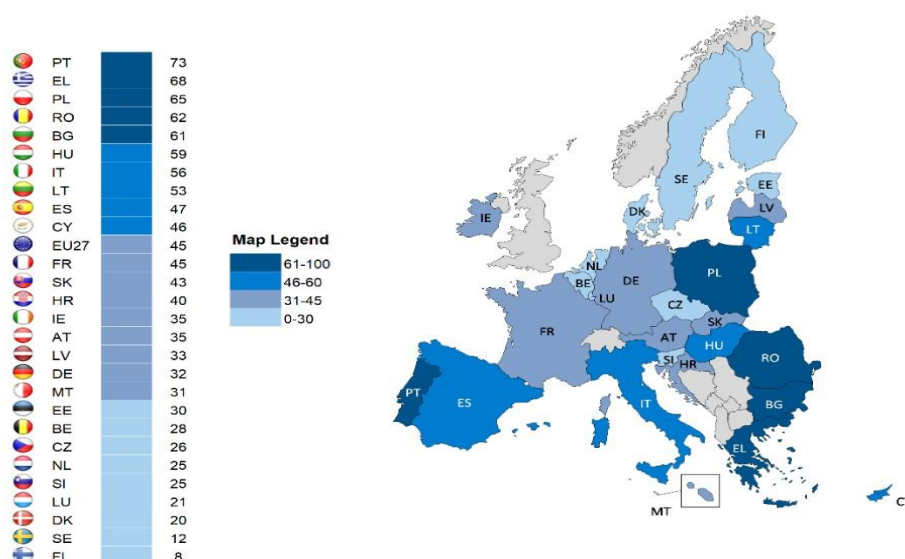 PT 73
EL 68
PL 65
RO 62
BG 61
HU 59
IT 56
LT 53
ES 47
CY 46
EU27 45
FR 45
SK 43
HR 40
IE 35
AT 35
LV 33
DE 32
MT 31
EE 30
BE 28
CZ 26
NL 25
SI 25
LU 21
DK 20
SE 12
FI 8
Map Legend
61-100
46-60
31-45
0-30
FI
SE
EE
LV
LT
DK
IE
NL
BE
DE
LU
PL
CZ
SK
AT
HU
FR
SI
HR
RO
BG
IT
ES
PT
EL
MT
C